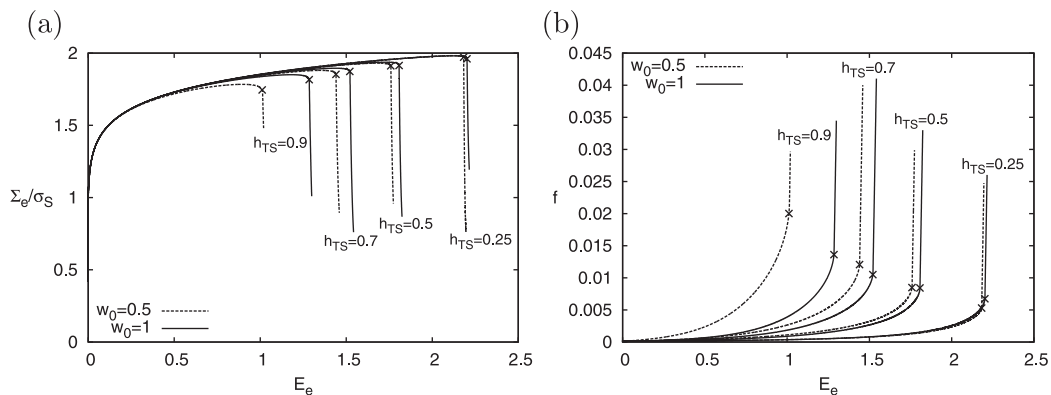 (a)
2
1.5
1
0.5
0
Σe/σS
0 0.5 1 1.5 2 2.5
Ee
hTS=0.9
hTS=0.7
hTS=0.5
hTS=0.25
w0=0.5
w0=1
(b)
0.045
0.04
0.035
0.03
0.025
0.02
0.015
0.01
0.005
0
f
0 0.5 1 1.5 2 2.5
Ee
w0=0.5
w0=1
hTS=0.7
hTS=0.9
hTS=0.5
hTS=0.25